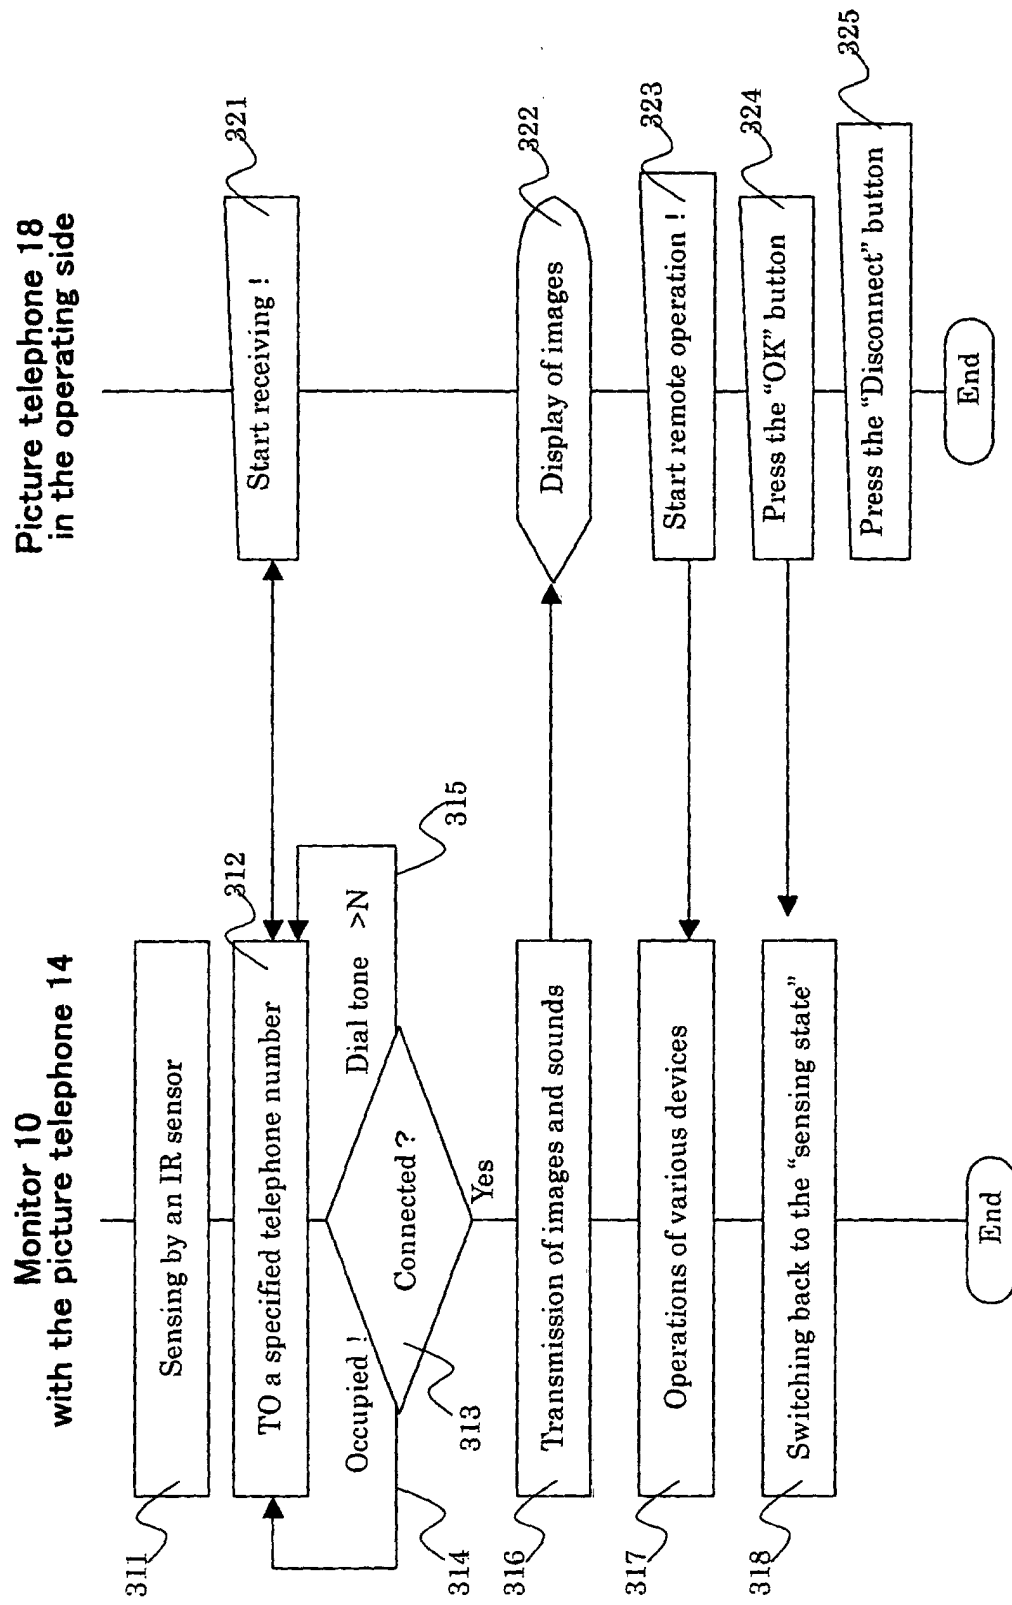 Monitor 10
with the picture telephone 14
Picture telephone 18
in the operating side
311
Sensing by an IR sensor
312
TO a specified telephone number
321
Start receiving !
Occupied !
Dial tone >N
315
Connected ?
313
314
Yes
316
Transmission of images and sounds
322
Display of images
317
Operations of various devices
323
Start remote operation !
318
Switching back to the “sensing state”
324
Press the “OK” button
325
Press the “Disconnect” button
End
End